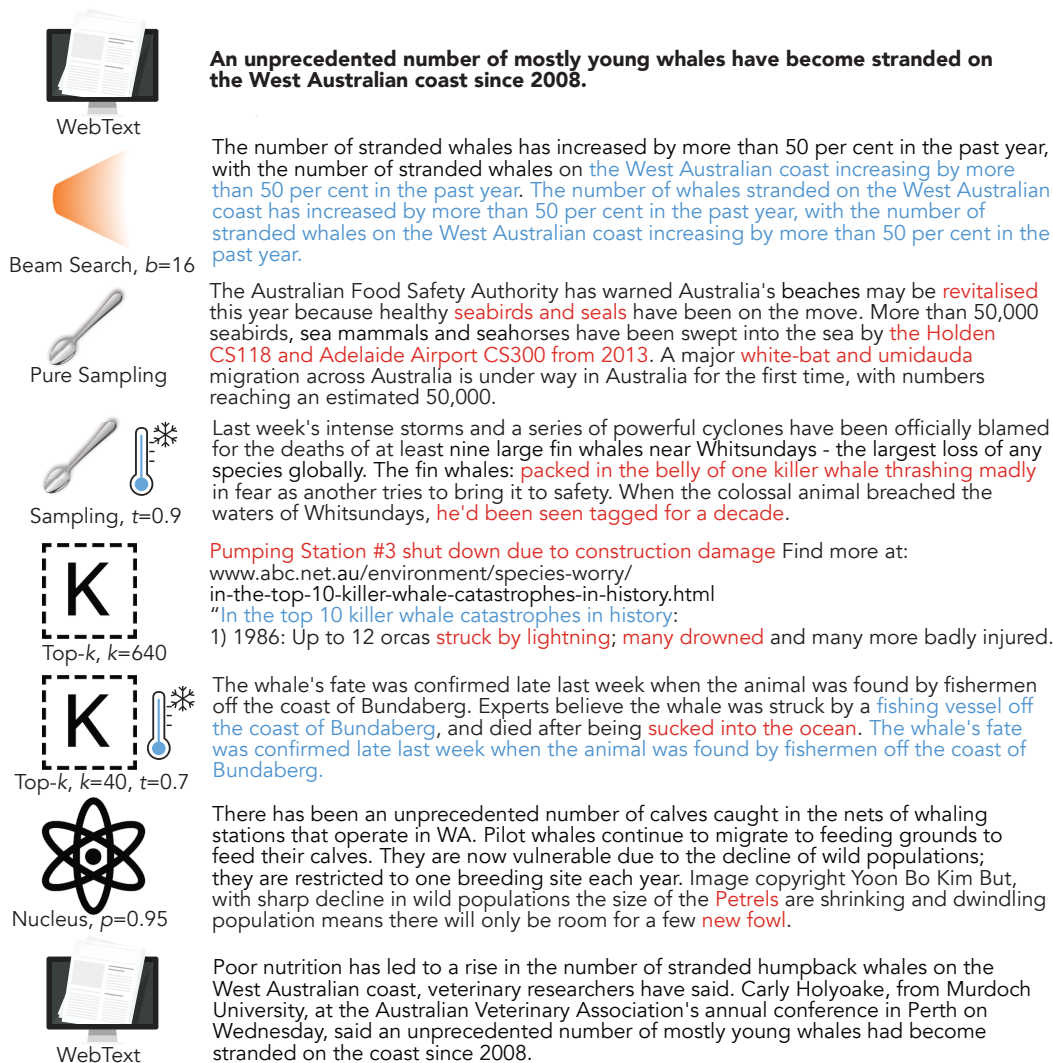 An unprecedented number of mostly young whales have become stranded on
the West Australian coast since 2008.
WebText
The number of stranded whales has increased by more than 50 per cent in the past year,
with the number of stranded whales on the West Australian coast increasing by more
than 50 per cent in the past year. The number of whales stranded on the West Australian
coast has increased by more than 50 per cent in the past year, with the number of
stranded whales on the West Australian coast increasing by more than 50 per cent in the
past year.
Beam Search, b=16
The Australian Food Safety Authority has warned Australia's beaches may be revitalised
this year because healthy seabirds and seals have been on the move. More than 50,000
seabirds, sea mammals and seahorses have been swept into the sea by the Holden
CS118 and Adelaide Airport CS300 from 2013. A major white-bat and umidauda
migration across Australia is under way in Australia for the first time, with numbers
reaching an estimated 50,000.
Pure Sampling
Last week's intense storms and a series of powerful cyclones have been officially blamed
for the deaths of at least nine large fin whales near Whitsundays - the largest loss of any
species globally. The fin whales: packed in the belly of one killer whale thrashing madly
in fear as another tries to bring it to safety. When the colossal animal breached the
waters of Whitsundays, he'd been seen tagged for a decade.
Sampling, t=0.9
Pumping Station #3 shut down due to construction damage Find more at:
www.abc.net.au/environment/species-worry/
in-the-top-10-killer-whale-catastrophes-in-history.html
“In the top 10 killer whale catastrophes in history:
1) 1986: Up to 12 orcas struck by lightning; many drowned and many more badly injured.
K
Top-k, k=640
The whale's fate was confirmed late last week when the animal was found by fishermen
off the coast of Bundaberg. Experts believe the whale was struck by a fishing vessel off
the coast of Bundaberg, and died after being sucked into the ocean. The whale's fate
was confirmed late last week when the animal was found by fishermen off the coast of
Bundaberg.
K
Top-k, k=40, t=0.7
There has been an unprecedented number of calves caught in the nets of whaling
stations that operate in WA. Pilot whales continue to migrate to feeding grounds to
feed their calves. They are now vulnerable due to the decline of wild populations;
they are restricted to one breeding site each year. Image copyright Yoon Bo Kim But,
with sharp decline in wild populations the size of the Petrels are shrinking and dwindling
population means there will only be room for a few new fowl.
Nucleus, p=0.95
Poor nutrition has led to a rise in the number of stranded humpback whales on the
West Australian coast, veterinary researchers have said. Carly Holyoake, from Murdoch
University, at the Australian Veterinary Association's annual conference in Perth on
Wednesday, said an unprecedented number of mostly young whales had become
stranded on the coast since 2008.
WebText